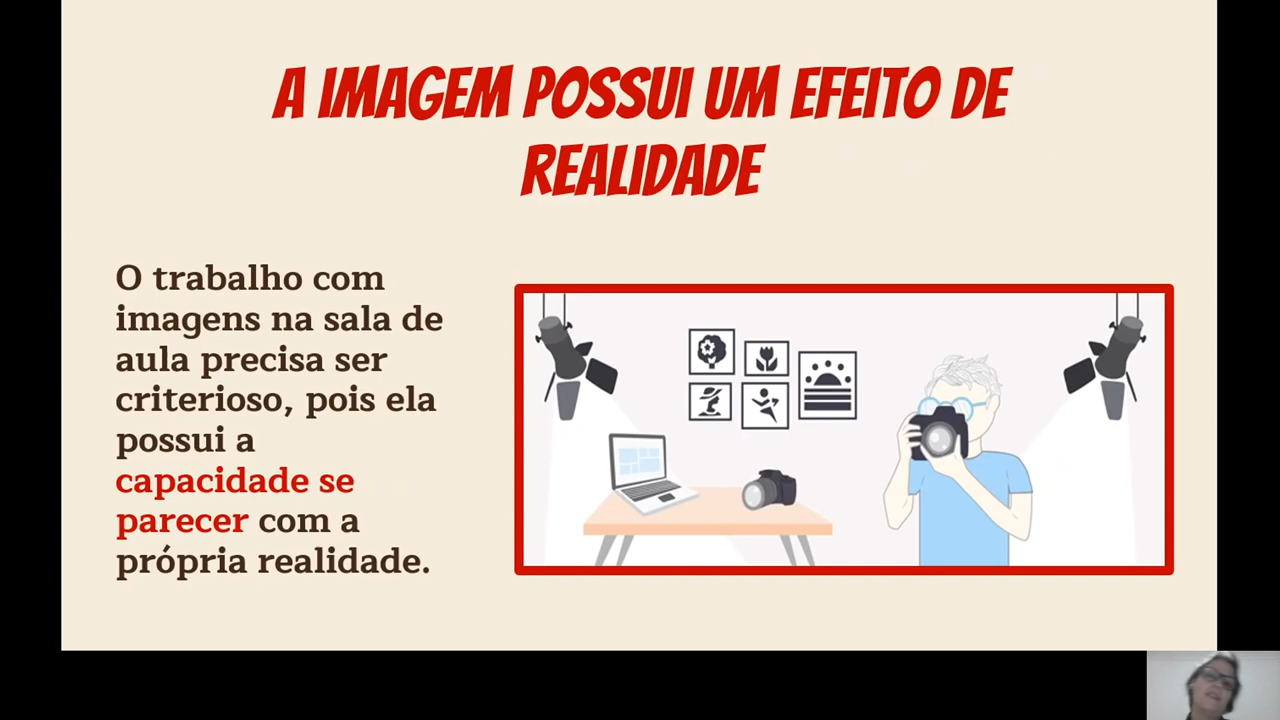 A IMAGEM POSSUI UM EFEITO DE
REALIDADE
O trabalho com
imagens na sala de
aula precisa ser
criterioso, pois ela
possui a
capacidade se
parecer com a
própria realidade.